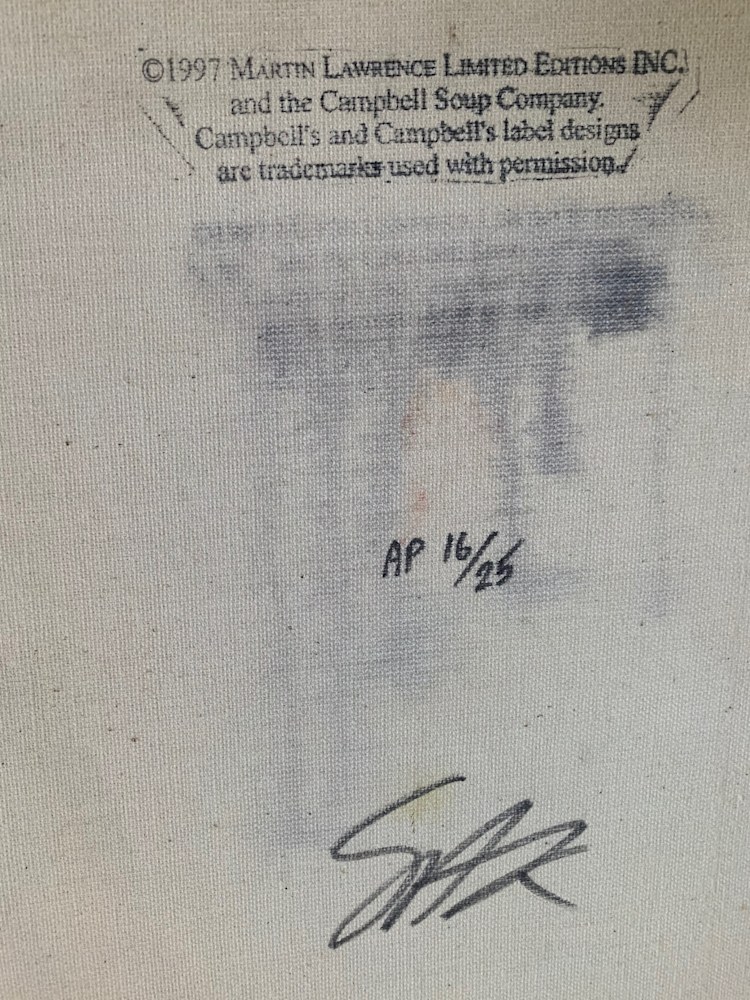 ©1997 MARTIN LAWRENCE LIMITED EDITIONS INC.
and the Campbell Soup Company.
Campbell's and Campbell's label designs
are trademarks used with permission.
AP 16/25